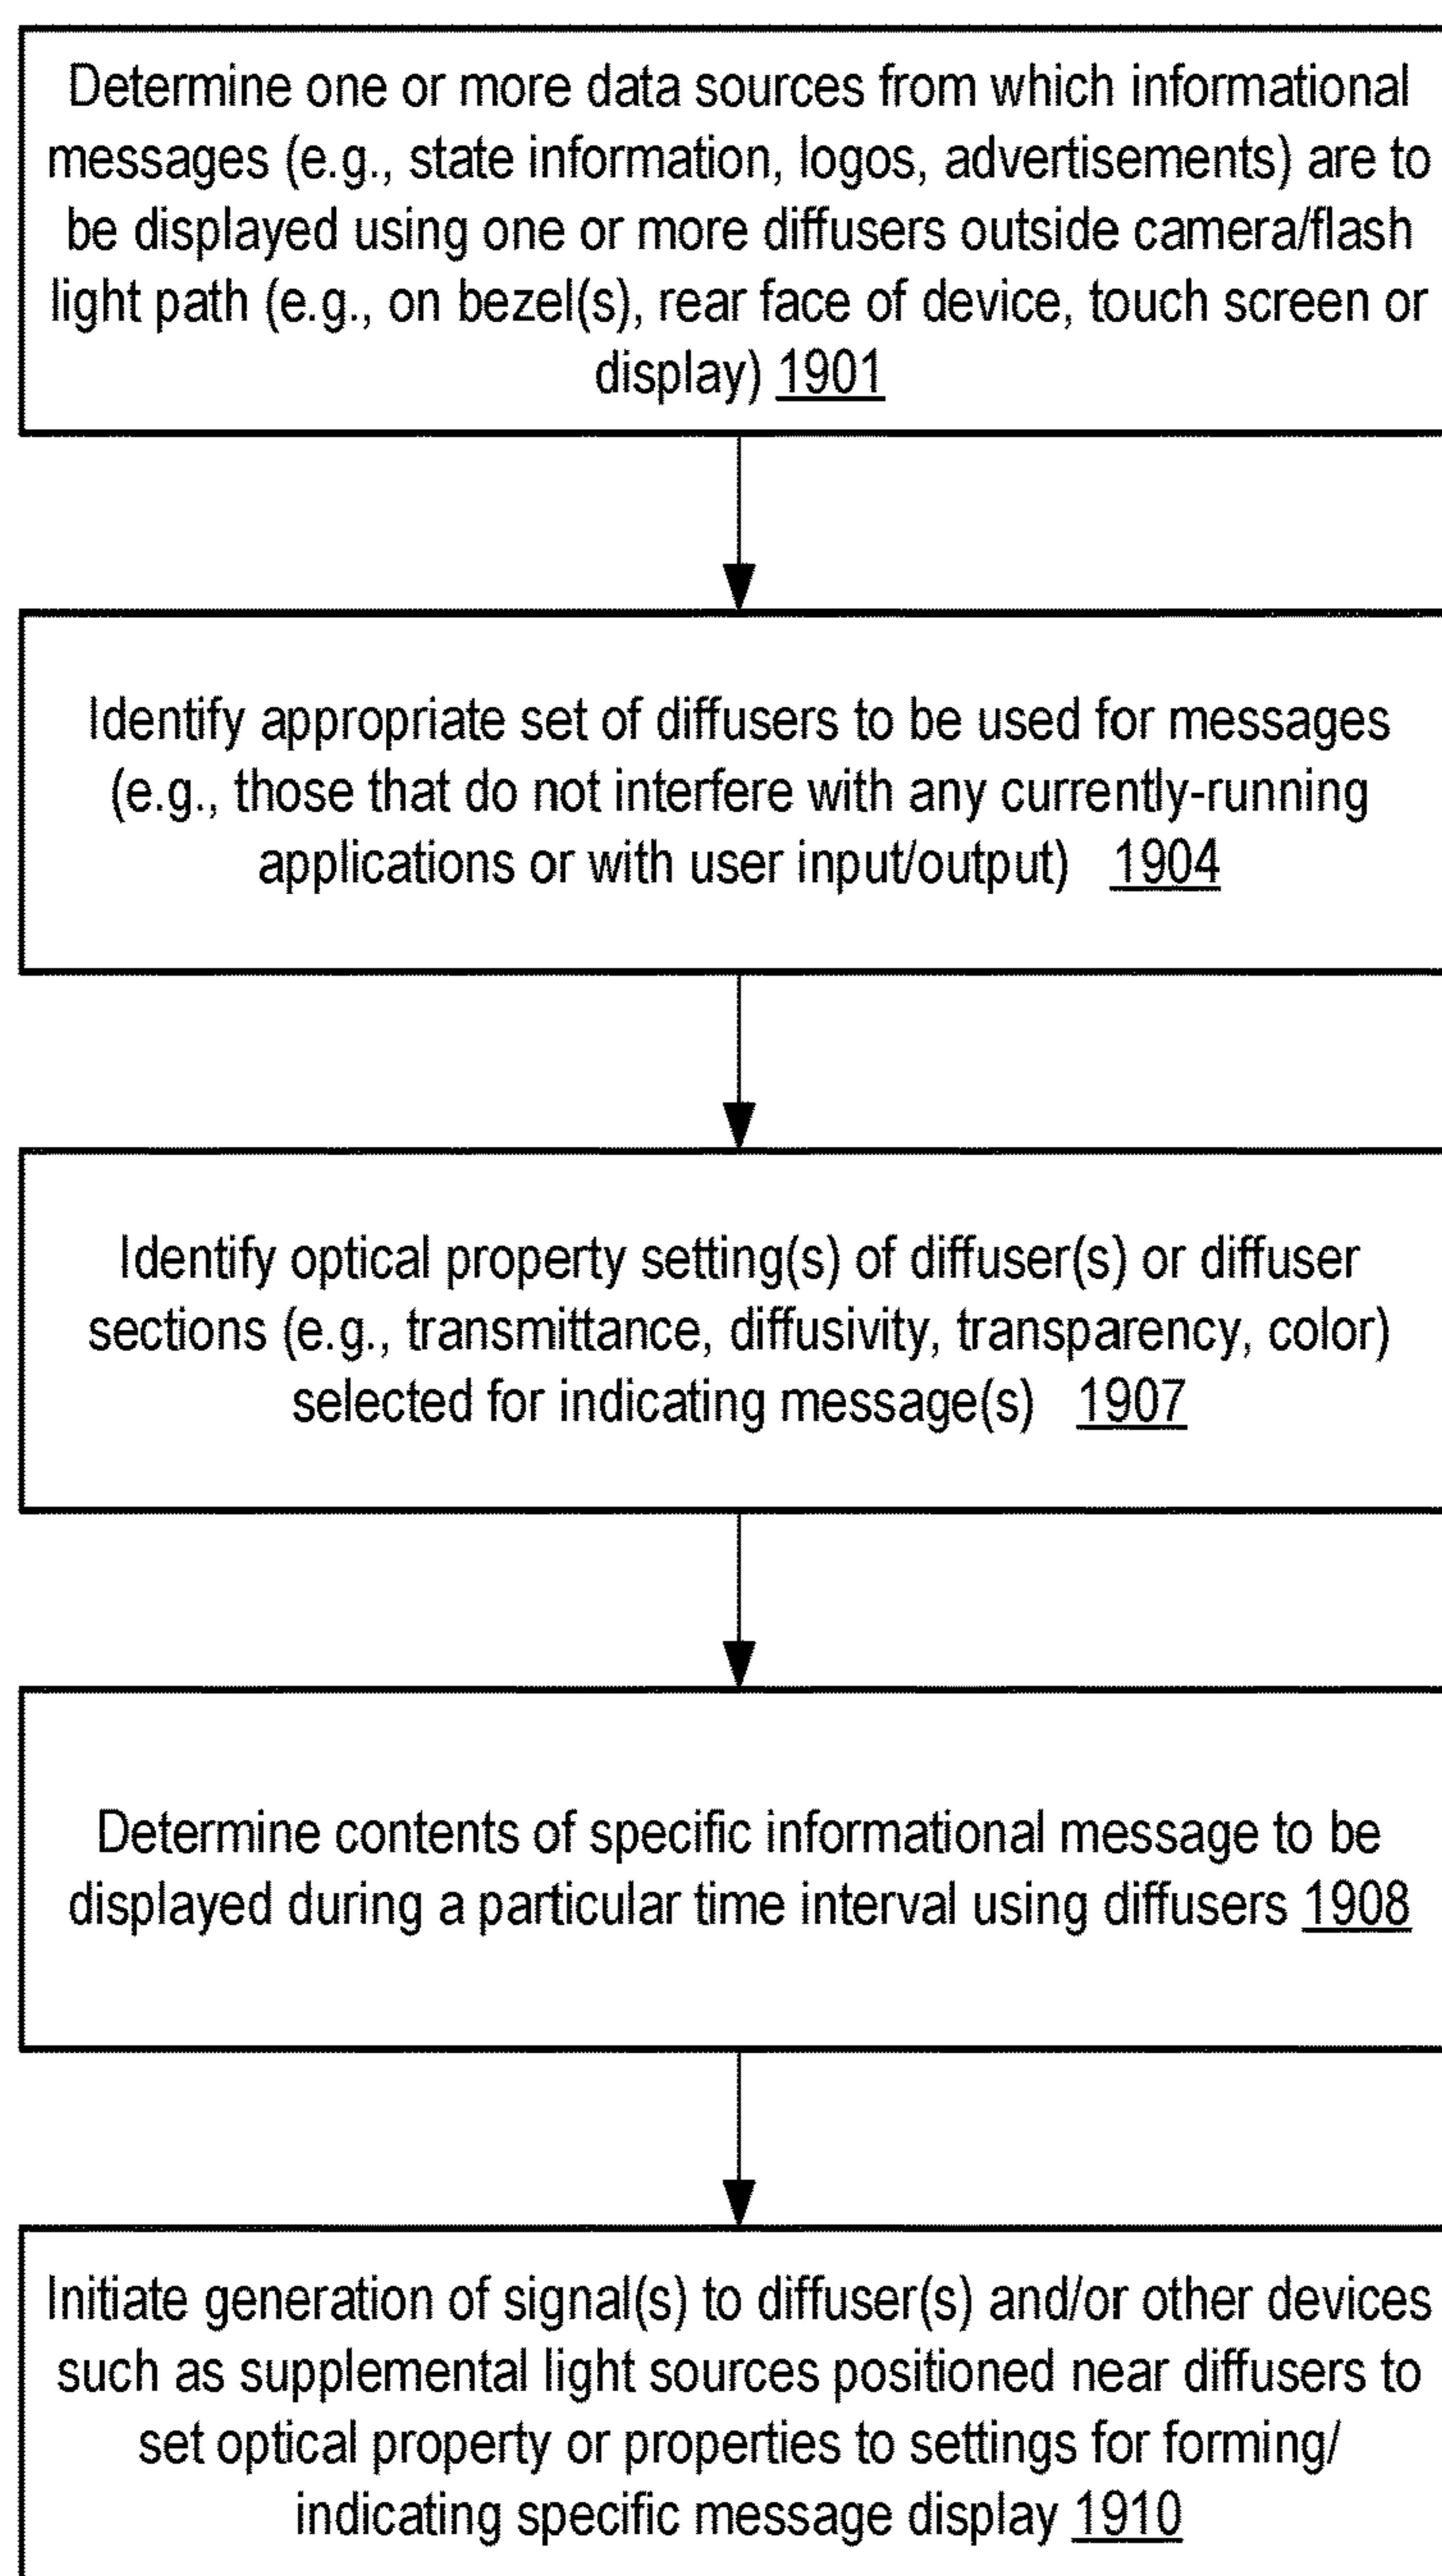 Determine one or more data sources from which informational
messages (e.g., state information, logos, advertisements) are to
be displayed using one or more diffusers outside camera/flash
light path (e.g., on bezel(s), rear face of device, touch screen or
display) 1901
Identify appropriate set of diffusers to be used for messages
(e.g., those that do not interfere with any currently-running
applications or with user input/output) 1904
Identify optical property setting(s) of diffuser(s) or diffuser
sections (e.g., transmittance, diffusivity, transparency, color)
selected for indicating message(s) 1907
Determine contents of specific informational message to be
displayed during a particular time interval using diffusers 1908
Initiate generation of signal(s) to diffuser(s) and/or other devices
such as supplemental light sources positioned near diffusers to
set optical property or properties to settings for forming/
indicating specific message display 1910